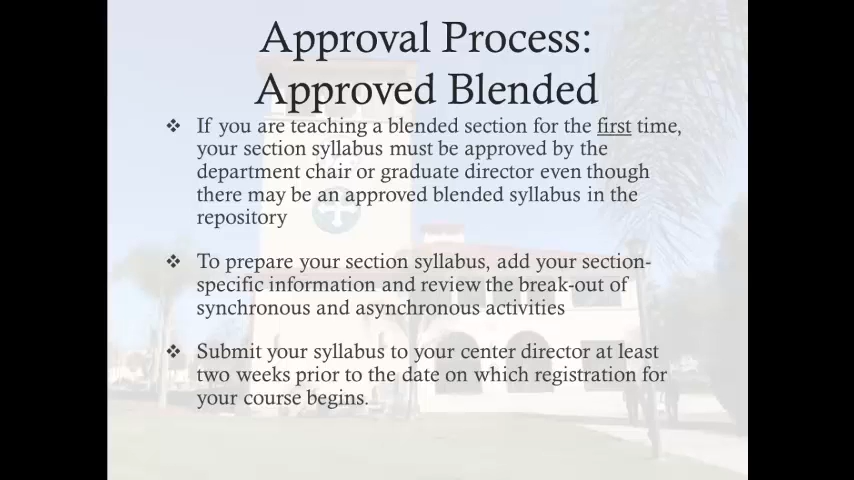 Approval Process:
Approved Blended
❖ If you are teaching a blended section for the first time,
your section syllabus must be approved by the
department chair or graduate director even though
there may be an approved blended syllabus in the
repository
❖ To prepare your section syllabus, add your section-
specific information and review the break-out of
synchronous and asynchronous activities
❖ Submit your syllabus to your center director at least
two weeks prior to the date on which registration for
your course begins.